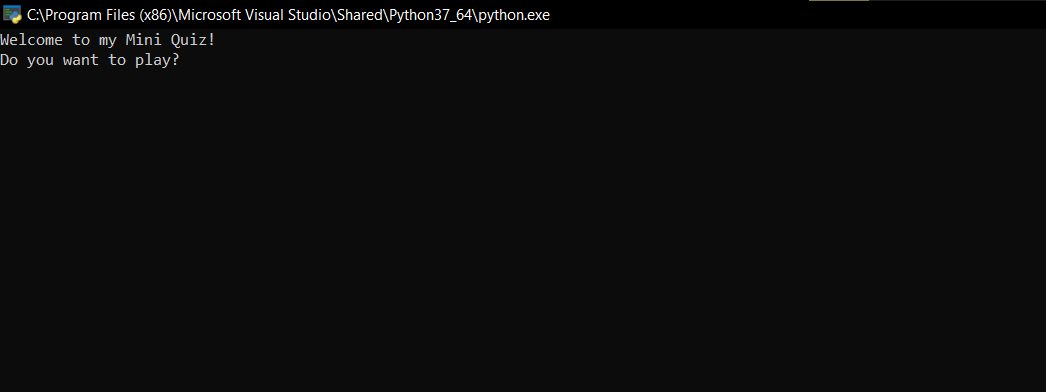 C:\Program Files (x86)\Microsoft Visual Studio\Shared\Python37_64\python.exe
Welcome to my Mini Quiz!
Do you want to play?